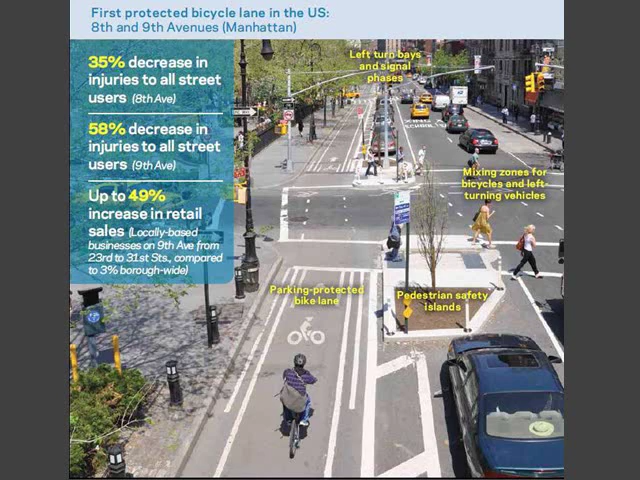 First protected bicycle lane in the US:
8th and 9th Avenues (Manhattan)
35% decrease in
injuries to all street
users (8th Ave)
58% decrease in
injuries to all street
users (9th Ave)
Up to 49%
increase in retail
sales (Locally-based
businesses on 9th Ave from
23rd to 31st Sts., compared
to 3% borough-wide)
Left turn bays
and signal
phases
Mixing zones for
bicycles and left-
turning vehicles
Parking-protected
bike lane
Pedestrian safety
islands